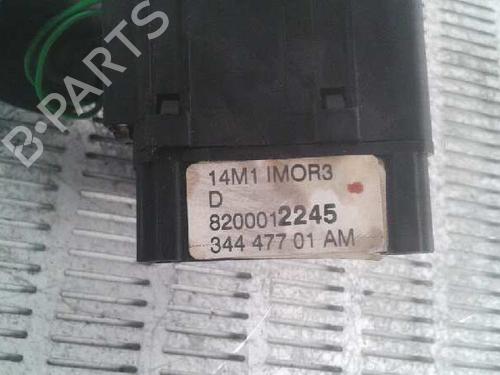 14M1 IMOR3
D
8200012245
344 477 01 AM
B-PARTS